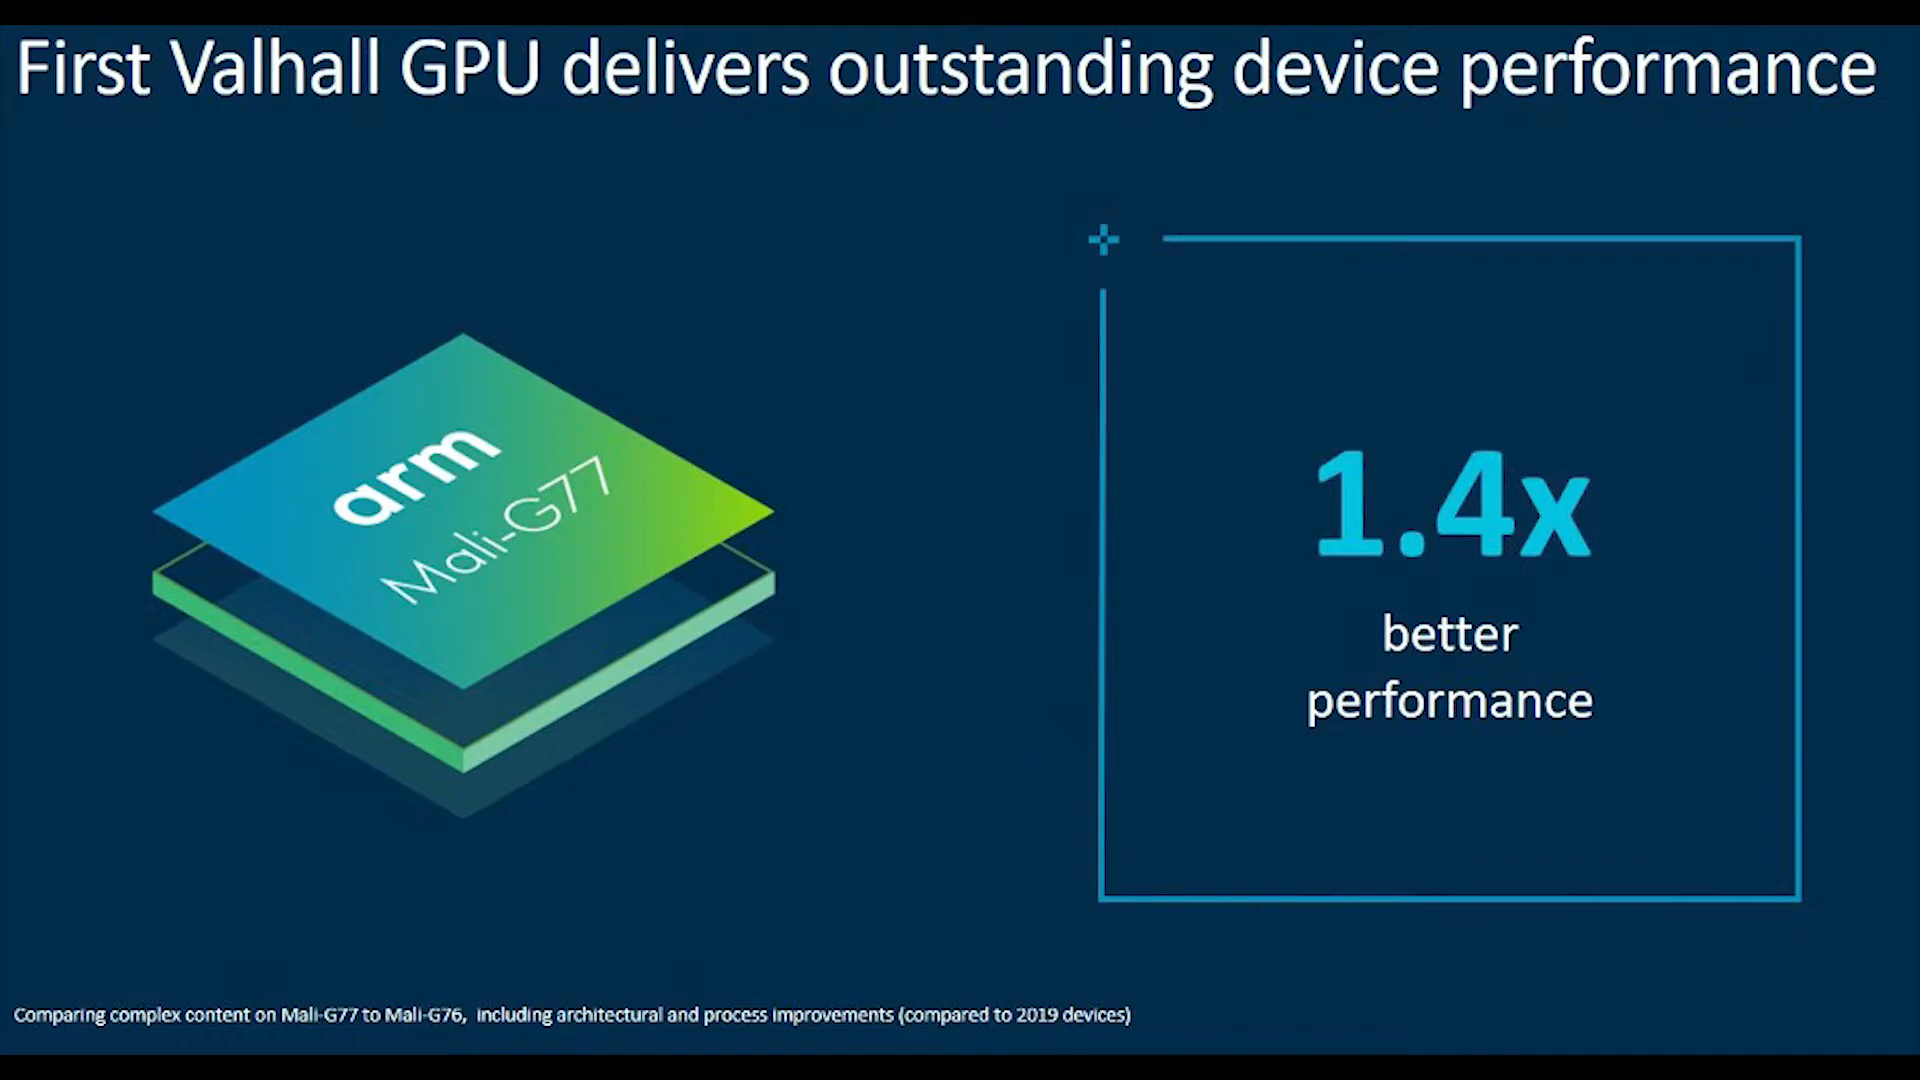 First Valhall GPU delivers outstanding device performance
arm
Mali-G77
1.4x
better
performance
Comparing complex content on Mali-G77 to Mali-G76, including architectural and process improvements (compared to 2019 devices)